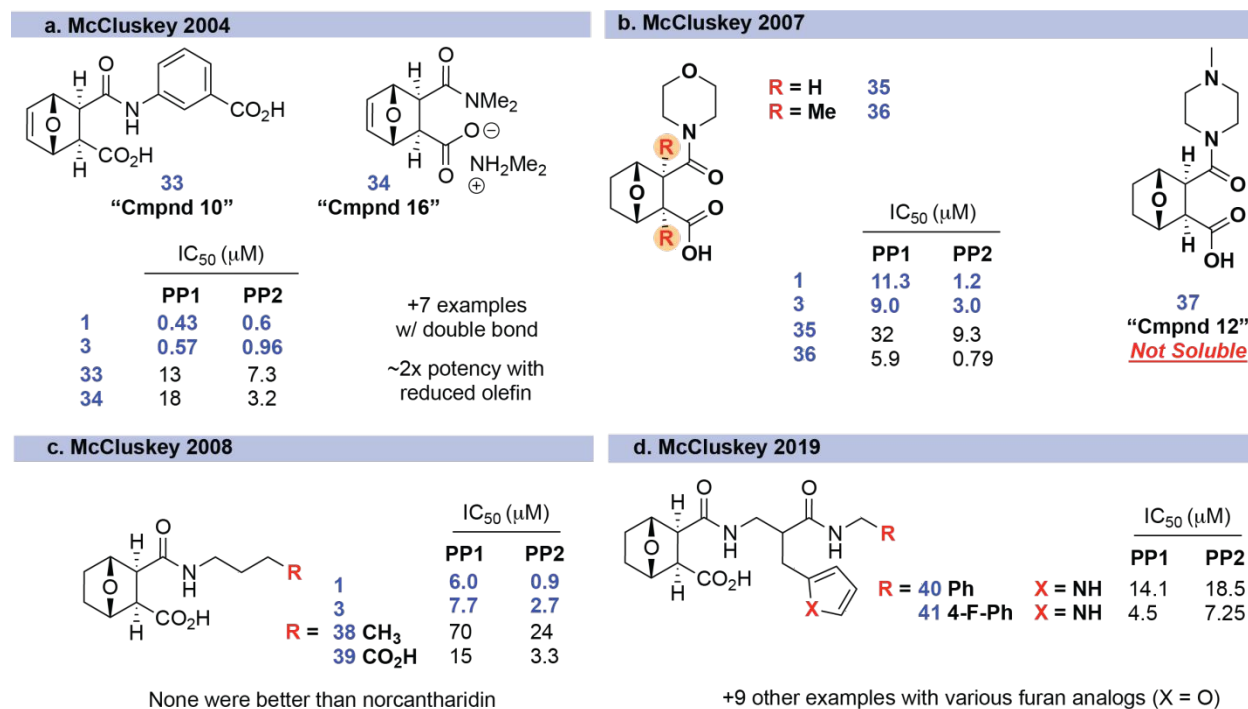 a. McCluskey 2004
H
O
N
H
CO2H
O
CO2H
H
33
"Cmpnd 10"
H
O
NMe2
O
O
⊖
H
O
NH2Me2
⊕
34
"Cmpnd 16"
IC50 (μM)
PP1 PP2
1 0.43 0.6
3 0.57 0.96
33 13 7.3
34 18 3.2
+7 examples
w/ double bond
~2x potency with
reduced olefin
b. McCluskey 2007
O
N
R
O
O
O
R
OH
R = H 35
R = Me 36
IC50 (μM)
PP1 PP2
1 11.3 1.2
3 9.0 3.0
35 32 9.3
36 5.9 0.79
N
N
H
O
O
O
H
OH
37
"Cmpnd 12"
Not Soluble
c. McCluskey 2008
H
O
N
H
R
O
CO2H
H
IC50 (μM)
PP1 PP2
1 6.0 0.9
3 7.7 2.7
R = 38 CH3 70 24
39 CO2H 15 3.3
None were better than norcantharidin
d. McCluskey 2019
H
O
O
N
H
N
H
R
O
CO2H
H
X
IC50 (μM)
PP1 PP2
R = 40 Ph X = NH 14.1 18.5
41 4-F-Ph X = NH 4.5 7.25
+9 other examples with various furan analogs (X = O)